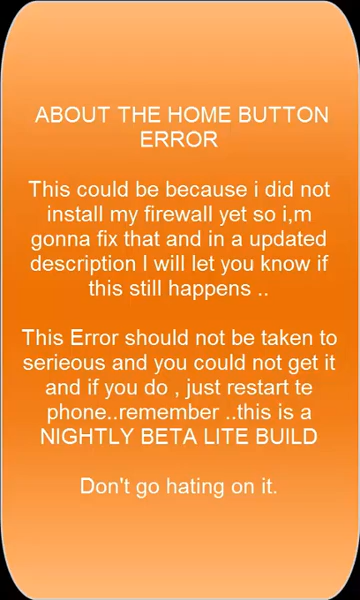 ABOUT THE HOME BUTTON
ERROR
This could be because i did not
install my firewall yet so i,m
gonna fix that and in a updated
description I will let you know if
this still happens ..
This Error should not be taken to
serieous and you could not get it
and if you do , just restart te
phone..remember ..this is a
NIGHTLY BETA LITE BUILD
Don't go hating on it.